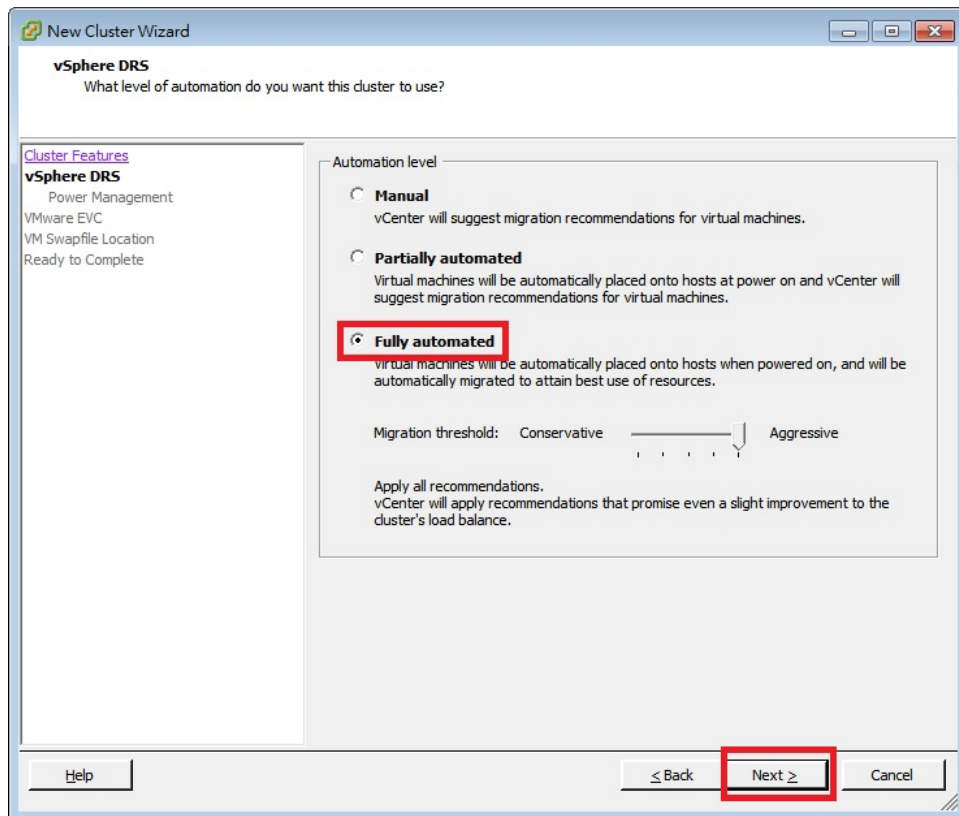 New Cluster Wizard
vSphere DRS
What level of automation do you want this cluster to use?
Cluster Features
vSphere DRS
Power Management
VMware EVC
VM Swapfile Location
Ready to Complete
Automation level
Manual
vCenter will suggest migration recommendations for virtual machines.
Partially automated
Virtual machines will be automatically placed onto hosts at power on and vCenter will
suggest migration recommendations for virtual machines.
Fully automated
Virtual machines will be automatically placed onto hosts when powered on, and will be
automatically migrated to attain best use of resources.
Migration threshold: Conservative Aggressive
Apply all recommendations.
vCenter will apply recommendations that promise even a slight improvement to the
cluster's load balance.
Help < Back Next > Cancel